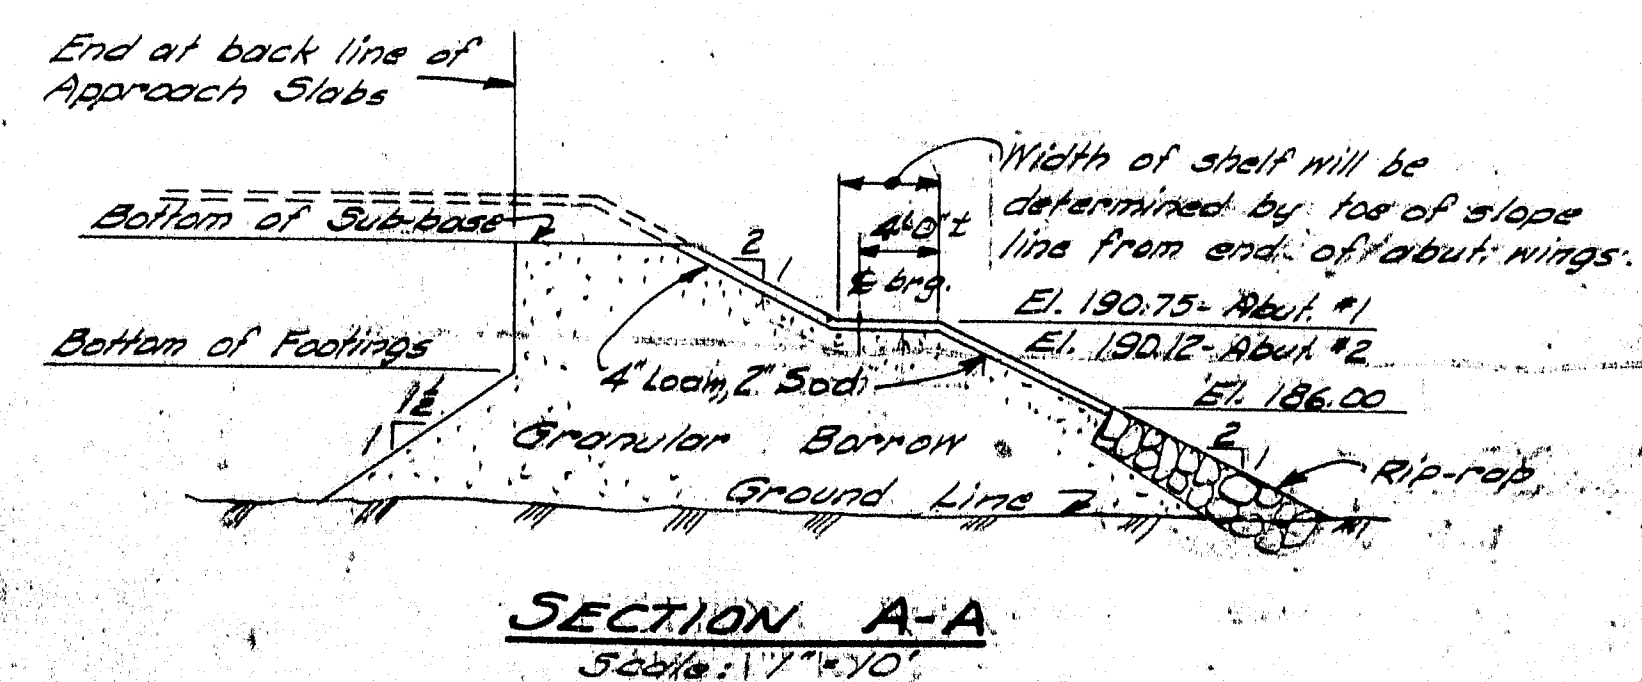 End at back line of
Approach Slabs
Width of shelf will be
determined by toe of slope
line from end of abut. wings.
Bottom of Sub-base
2
1
4'-0"±
℄ brg.
El. 190.75 - Abut. #1
El. 190.12 - Abut. #2
Bottom of Footings
4" Loam, 2" Sod
El. 186.00
1½
1
Granular Borrow
2
1
Rip-rap
Ground Line
SECTION A-A
Scale: 1" = 10'